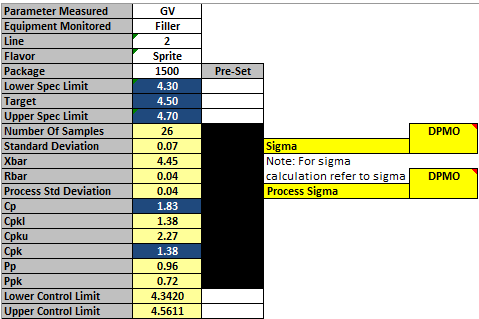 Parameter Measured GV
Equipment Monitored Filler
Line 2
Flavor Sprite
Package 1500 Pre-Set
Lower Spec Limit 4.30
Target 4.50
Upper Spec Limit 4.70
Number Of Samples 26 DPMO
Standard Deviation 0.07 Sigma
Xbar 4.45 Note: For sigma
Rbar 0.04 calculation refer to sigma DPMO
Process Std Deviation 0.04 Process Sigma
Cp 1.83
Cpkl 1.38
Cpku 2.27
Cpk 1.38
Pp 0.96
Ppk 0.72
Lower Control Limit 4.3420
Upper Control Limit 4.5611